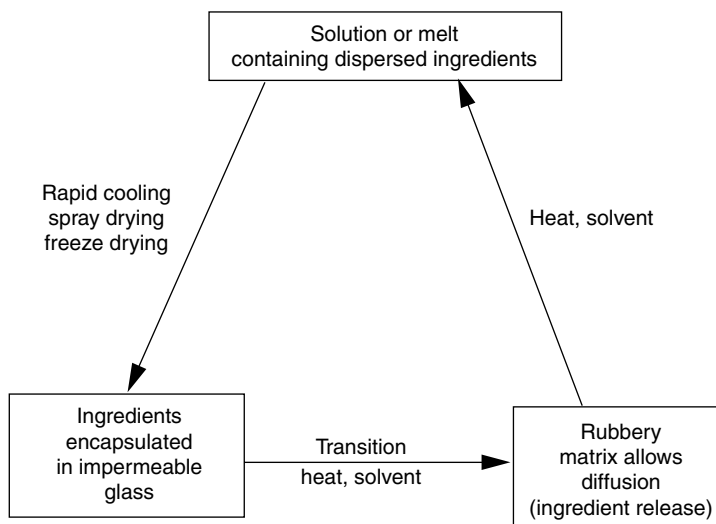 Solution or melt
containing dispersed ingredients
Rapid cooling
spray drying
freeze drying
Heat, solvent
Ingredients
encapsulated
in impermeable
glass
Transition
heat, solvent
Rubbery
matrix allows
diffusion
(ingredient release)